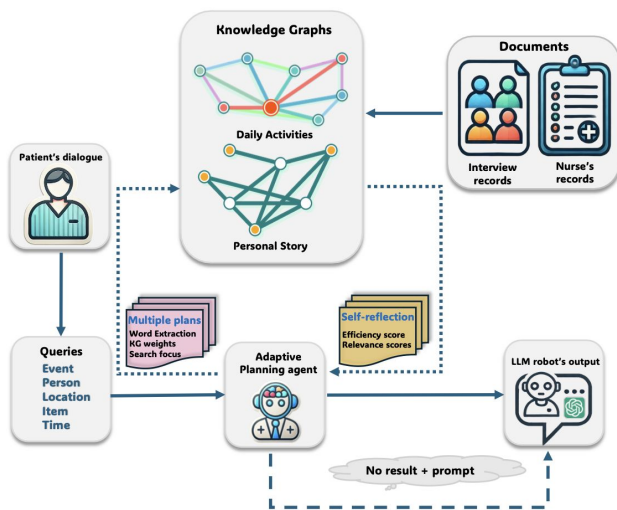 Knowledge Graphs
Daily Activities
Personal Story
Documents
Interview
records
Nurse's
records
Patient's dialogue
Multiple plans
Word Extraction
KG weights
Search focus
Self-reflection
Efficiency score
Relevance scores
Queries
Event
Person
Location
Item
Time
Adaptive
Planning agent
LLM robot's output
No result + prompt